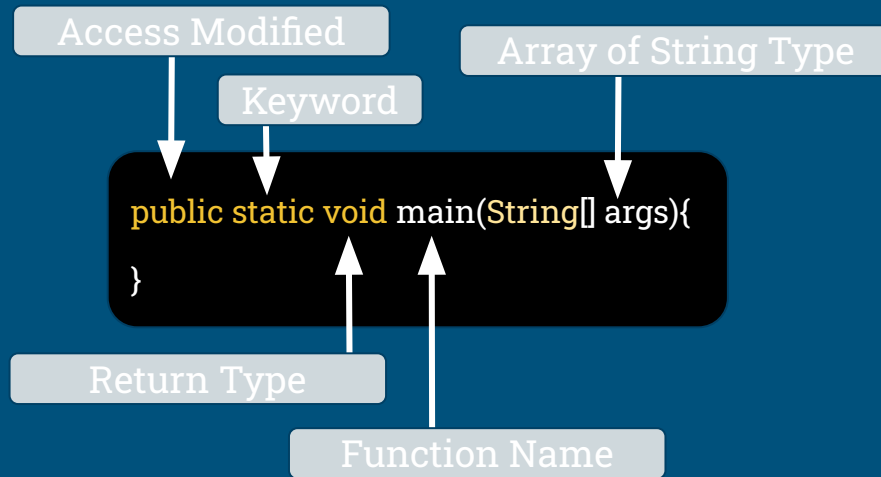 Access Modified
Array of String Type
Keyword
public static void main(String[] args){
}
Return Type
Function Name